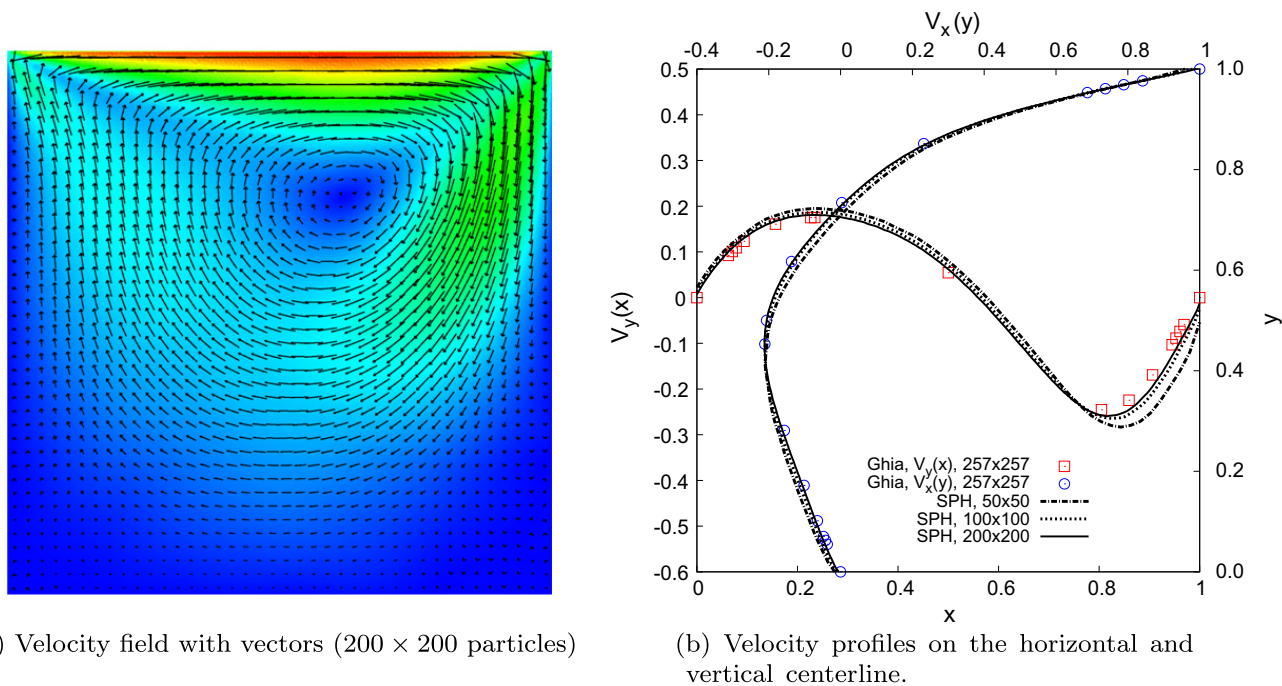 Vx(y)
-0.4 -0.2 0 0.2 0.4 0.6 0.8 1
0.5 1.0
0.4
0.3
0.8
0.2
0.1
0.6
0
Vy(x)
y
-0.1
0.4
-0.2
-0.3
Ghia, Vy(x), 257x257
0.2
Ghia, Vx(y), 257x257
-0.4
SPH, 50x50
SPH, 100x100
-0.5
SPH, 200x200
-0.6 0.0
0 0.2 0.4 0.6 0.8 1
x
) Velocity field with vectors (200 × 200 particles)
(b) Velocity profiles on the horizontal and
vertical centerline.